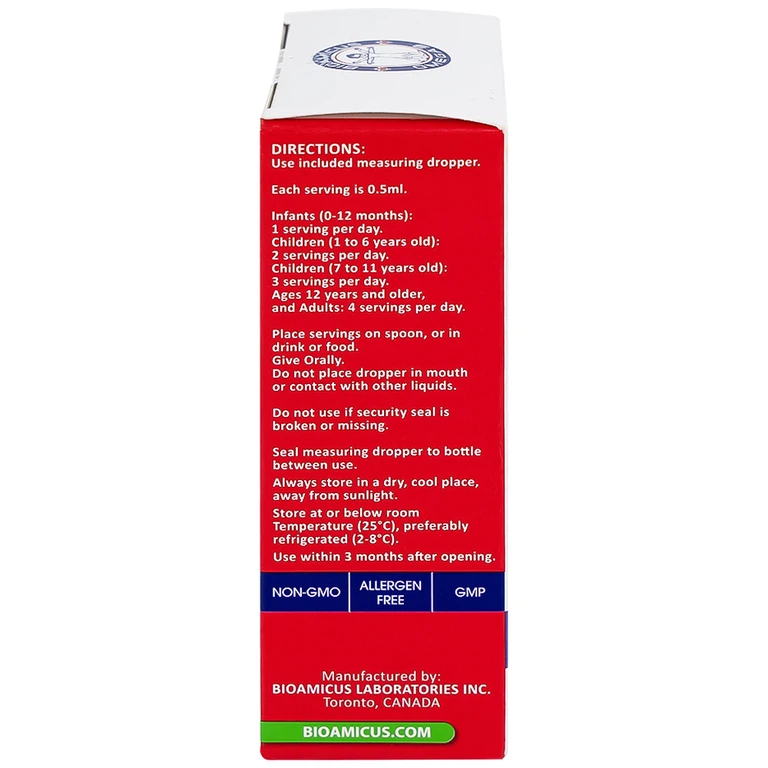 DIRECTIONS:
Use included measuring dropper.
Each serving is 0.5ml.
Infants (0-12 months):
1 serving per day.
Children (1 to 6 years old):
2 servings per day.
Children (7 to 11 years old):
3 servings per day.
Ages 12 years and older,
and Adults: 4 servings per day.
Place servings on spoon, or in
drink or food.
Give Orally.
Do not place dropper in mouth
or contact with other liquids.
Do not use if security seal is
broken or missing.
Seal measuring dropper to bottle
between use.
Always store in a dry, cool place,
away from sunlight.
Store at or below room
Temperature (25°C), preferably
refrigerated (2-8°C).
Use within 3 months after opening.
NON-GMO
ALLERGEN
FREE
GMP
Manufactured by:
BIOAMICUS LABORATORIES INC.
Toronto, CANADA
BIOAMICUS.COM